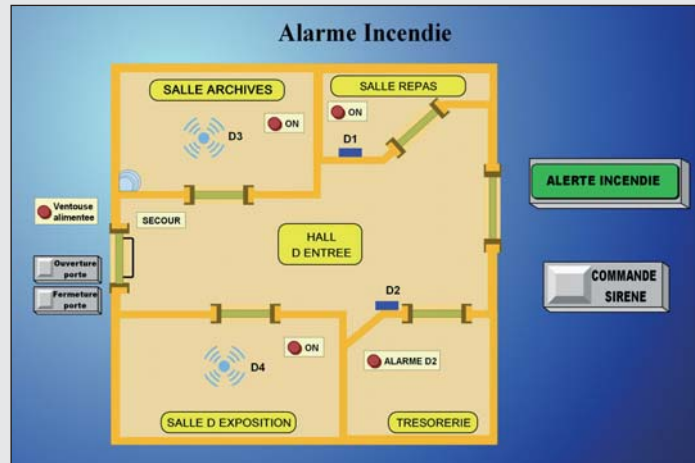 Alarme Incendie
SALLE ARCHIVES
SALLE REPAS
ON
ON
D3
D1
ALERTE INCENDIE
Ventouse
alimentee
SECOUR
HALL
D ENTREE
Ouverture
porte
COMMANDE
SIRENE
Fermeture
porte
D2
ON
ALARME D2
D4
SALLE D EXPOSITION
TRESORERIE